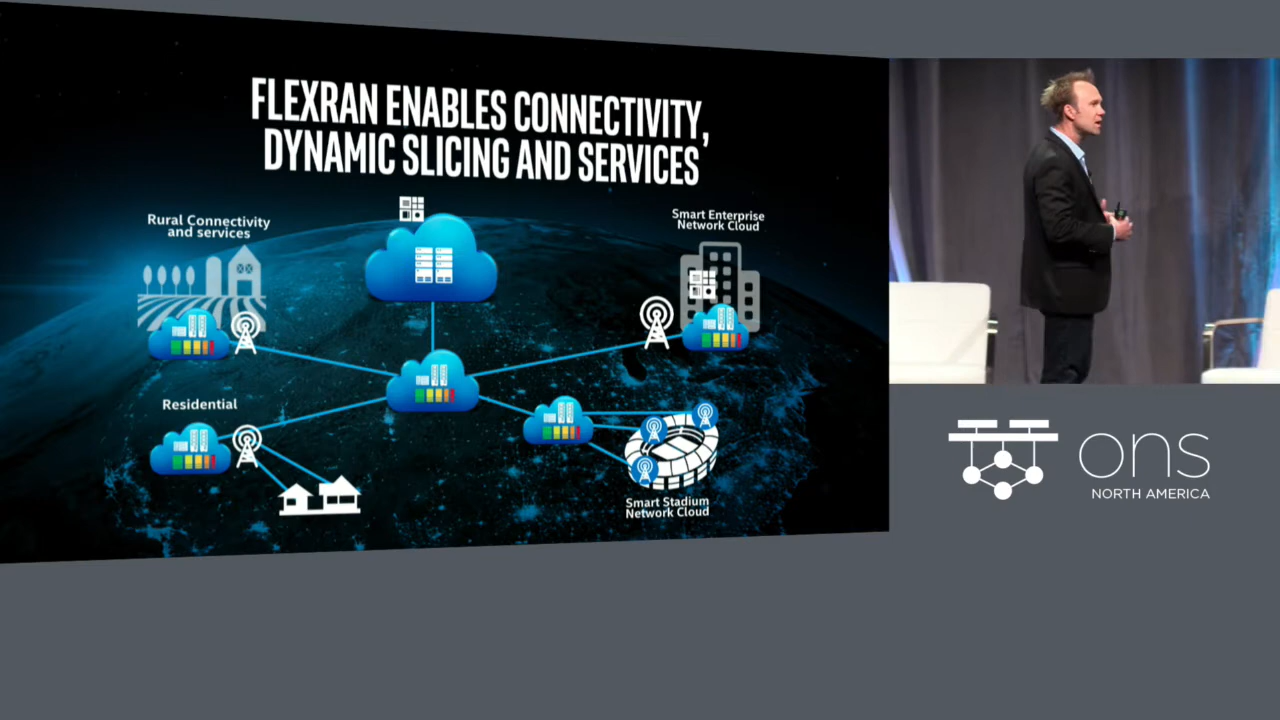 FLEXRAN ENABLES CONNECTIVITY,
DYNAMIC SLICING AND SERVICES
Rural Connectivity
and services
Smart Enterprise
Network Cloud
Residential
Smart Stadium
Network Cloud
ons
NORTH AMERICA